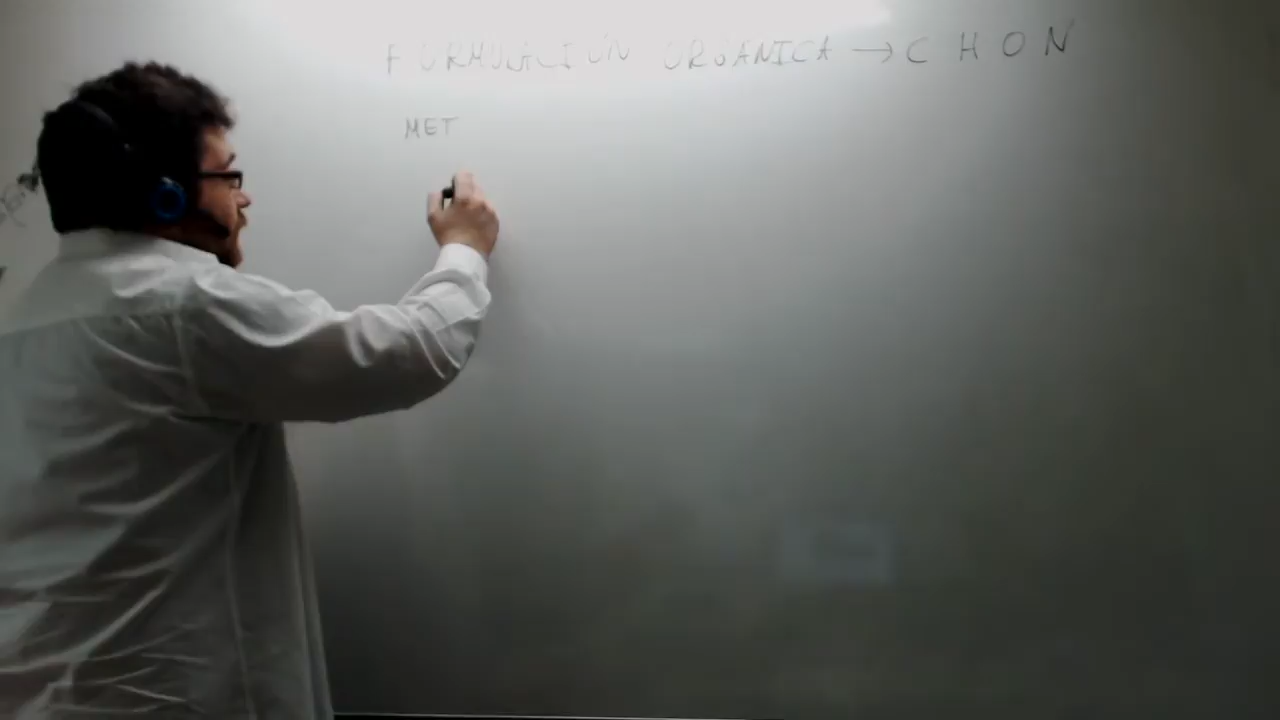 FORMULACIÓN ORGÁNICA → C H O N
MET